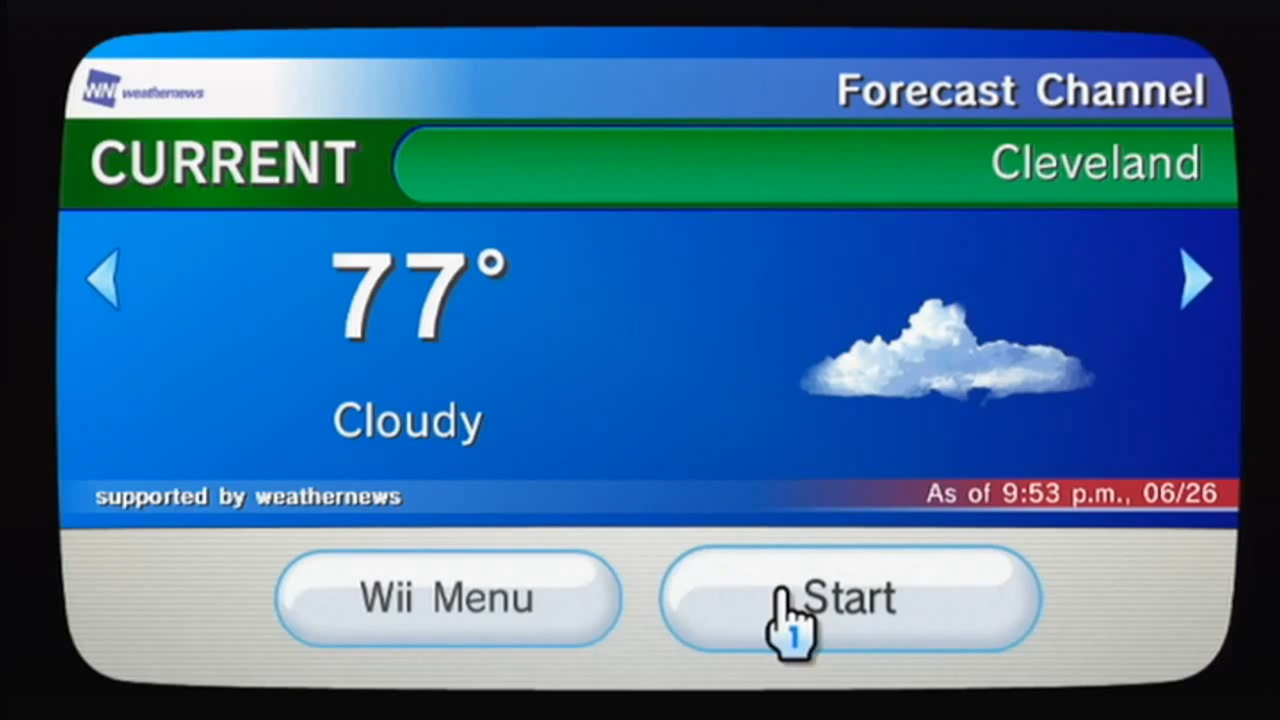 WNI weathernews
Forecast Channel
CURRENT
Cleveland
77°
Cloudy
supported by weathernews
As of 9:53 p.m., 06/26
Wii Menu
Start
1